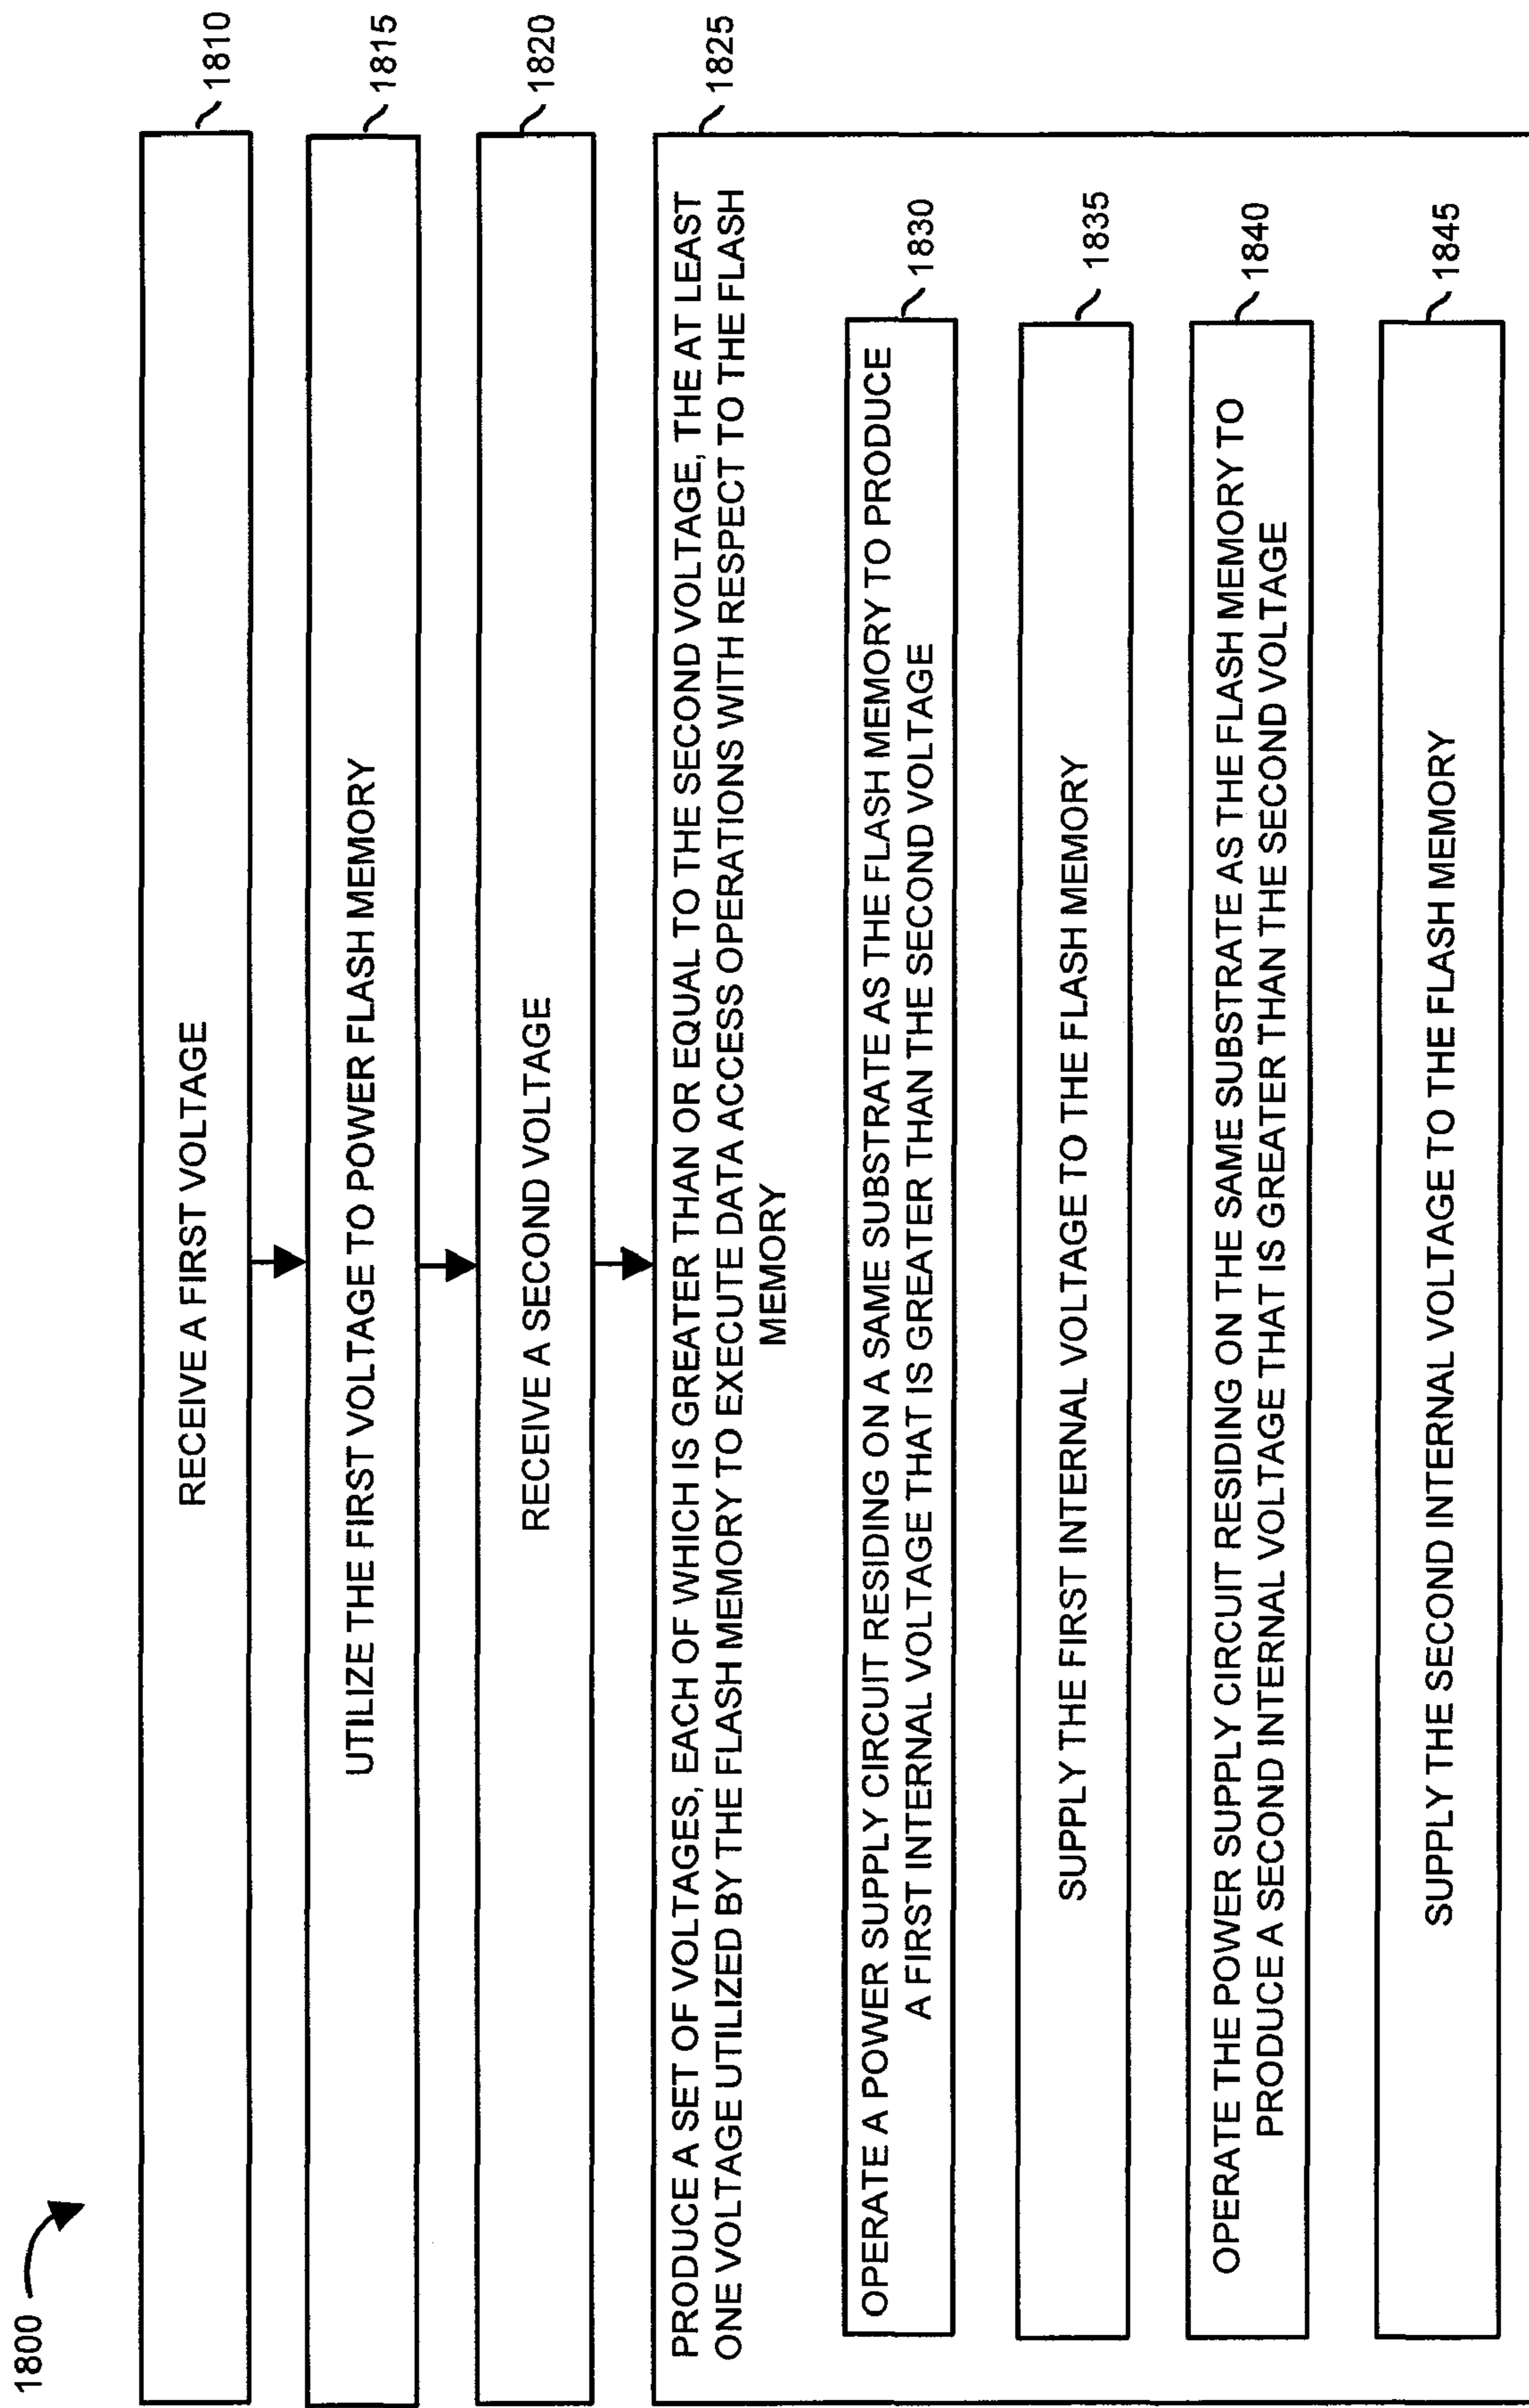 1800
RECEIVE A FIRST VOLTAGE
1810
UTILIZE THE FIRST VOLTAGE TO POWER FLASH MEMORY
1815
RECEIVE A SECOND VOLTAGE
1820
PRODUCE A SET OF VOLTAGES, EACH OF WHICH IS GREATER THAN OR EQUAL TO THE SECOND VOLTAGE, THE AT LEAST
ONE VOLTAGE UTILIZED BY THE FLASH MEMORY TO EXECUTE DATA ACCESS OPERATIONS WITH RESPECT TO THE FLASH
MEMORY
1825
OPERATE A POWER SUPPLY CIRCUIT RESIDING ON A SAME SUBSTRATE AS THE FLASH MEMORY TO PRODUCE
A FIRST INTERNAL VOLTAGE THAT IS GREATER THAN THE SECOND VOLTAGE
1830
SUPPLY THE FIRST INTERNAL VOLTAGE TO THE FLASH MEMORY
1835
OPERATE THE POWER SUPPLY CIRCUIT RESIDING ON THE SAME SUBSTRATE AS THE FLASH MEMORY TO
PRODUCE A SECOND INTERNAL VOLTAGE THAT IS GREATER THAN THE SECOND VOLTAGE
1840
SUPPLY THE SECOND INTERNAL VOLTAGE TO THE FLASH MEMORY
1845